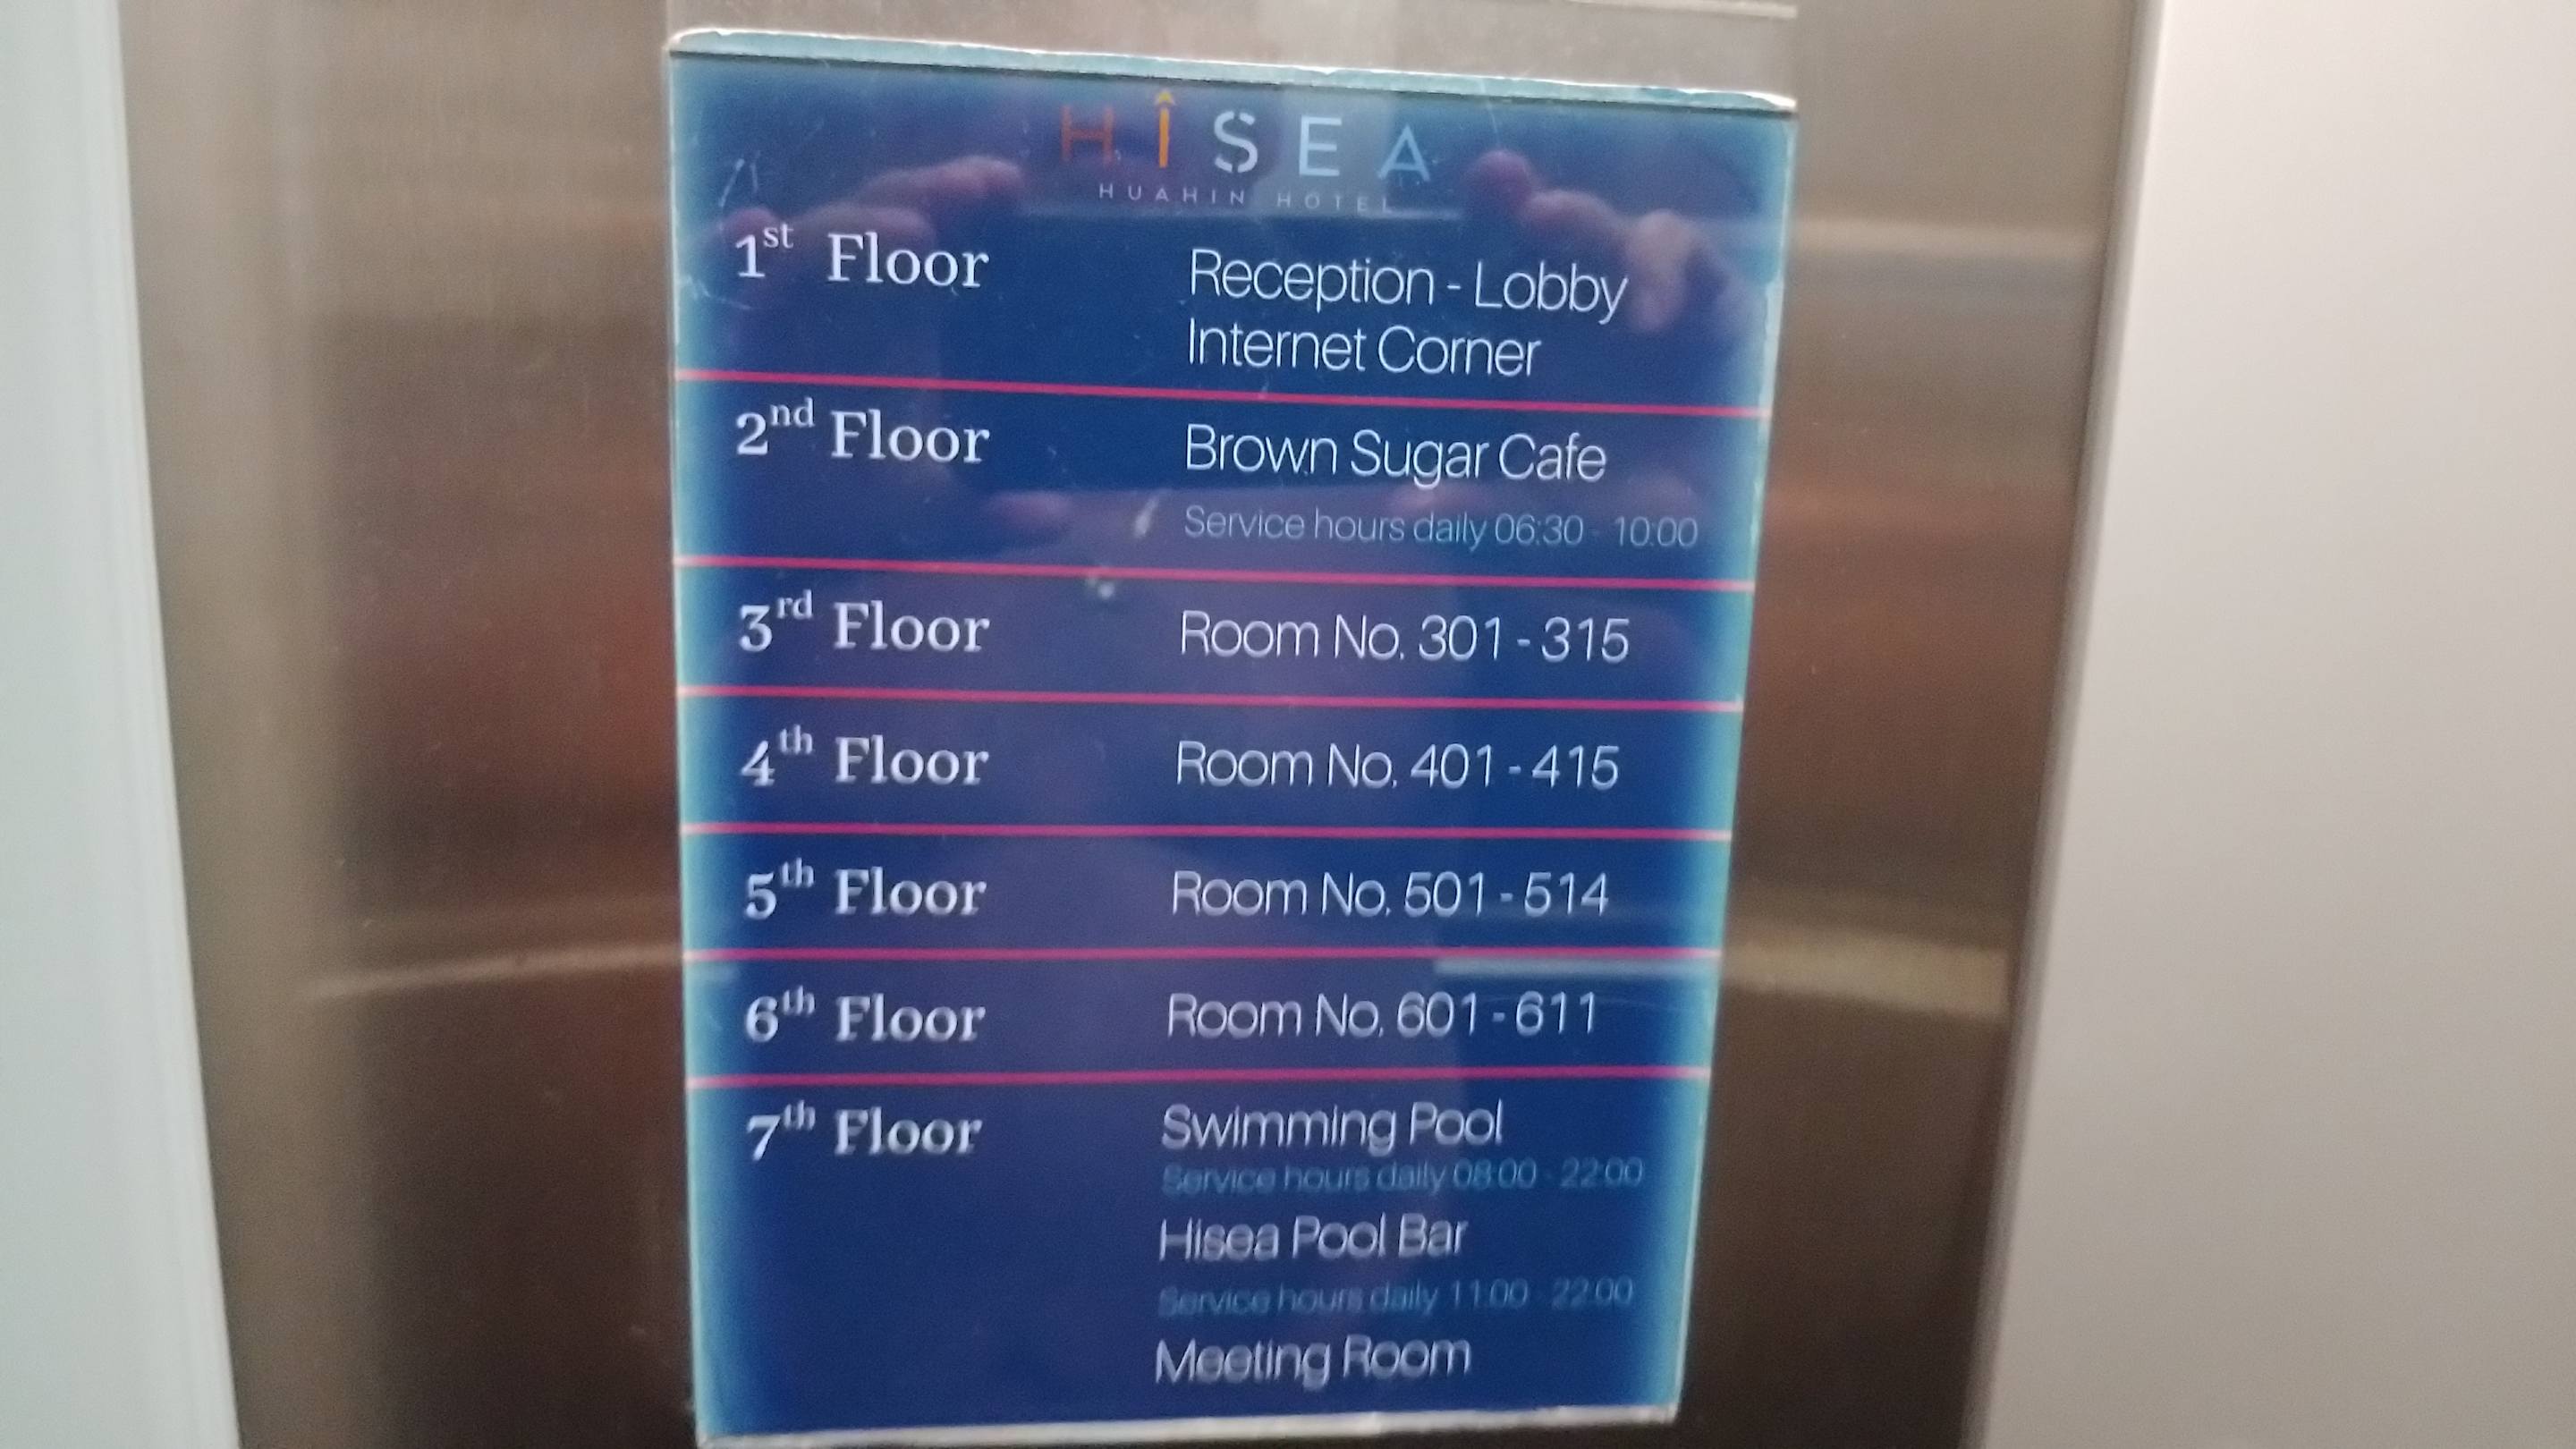 HISEA
HUAHIN HOTEL
1st Floor Reception - Lobby
Internet Corner
2nd Floor Brown Sugar Cafe
Service hours daily 06:30 - 10:00
3rd Floor Room No. 301 - 315
4th Floor Room No. 401 - 415
5th Floor Room No. 501 - 514
6th Floor Room No. 601 - 611
7th Floor Swimming Pool
Service hours daily 08:00 - 22:00
Hisea Pool Bar
Service hours daily 11:00 - 22:00
Meeting Room